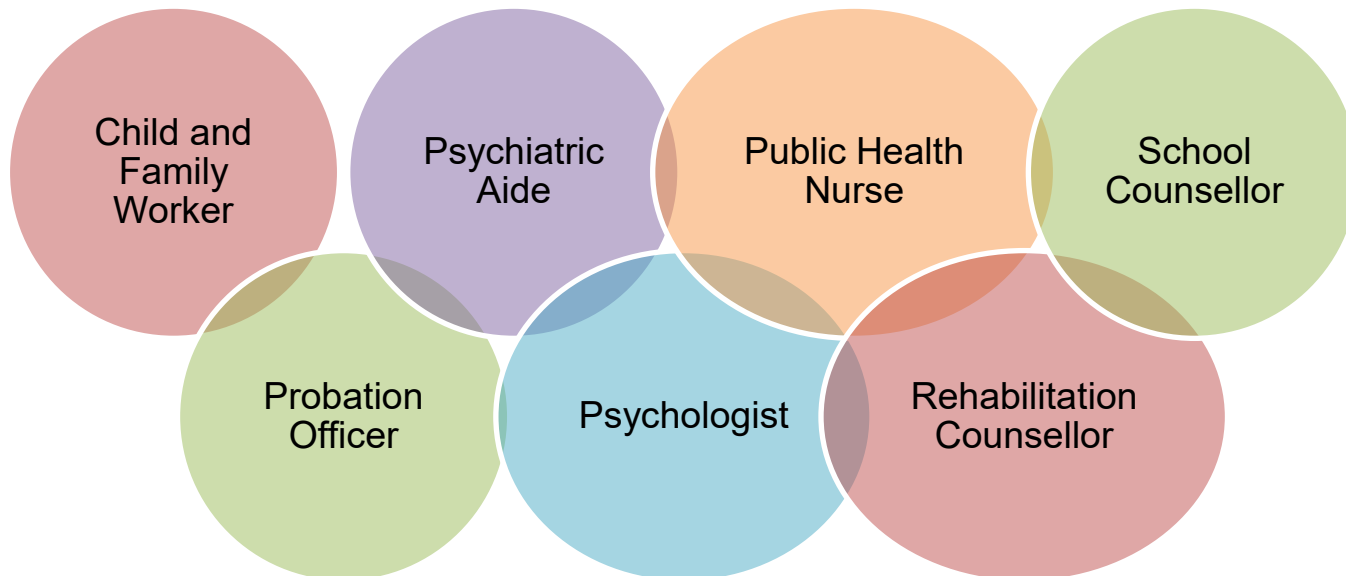 Child and
Family
Worker
Psychiatric
Aide
Public Health
Nurse
School
Counsellor
Probation
Officer
Psychologist
Rehabilitation
Counsellor